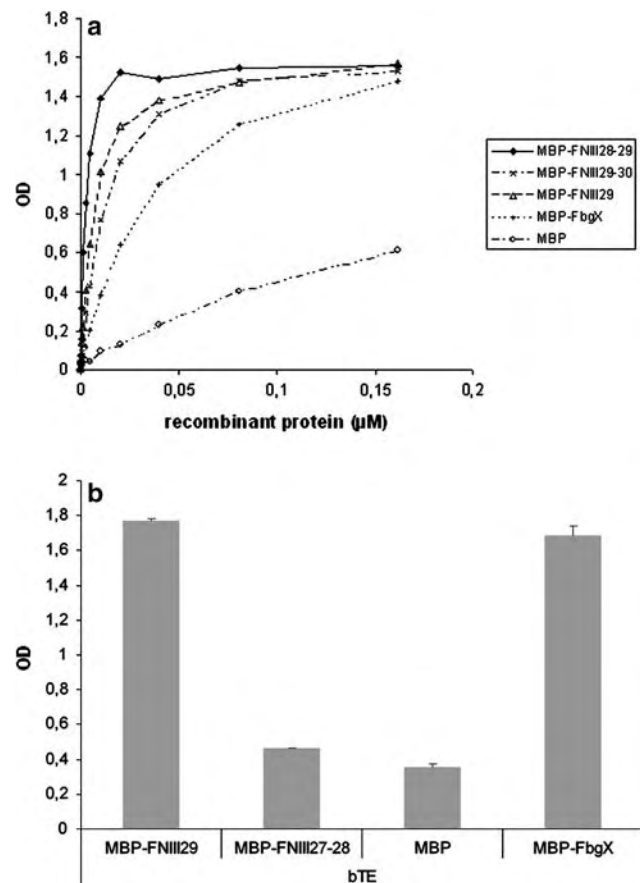 a
1,8
1,6
1,4
1,2
1
0,8
0,6
0,4
0,2
0
OD
0
0,05
0,1
0,15
0,2
recombinant protein (µM)
MBP-FNIII28-29
MBP-FNIII29-30
MBP-FNIII29
MBP-FbgX
MBP
b
2
1,8
1,6
1,4
1,2
1
0,8
0,6
0,4
0,2
0
OD
MBP-FNIII29
MBP-FNIII27-28
MBP
MBP-FbgX
bTE